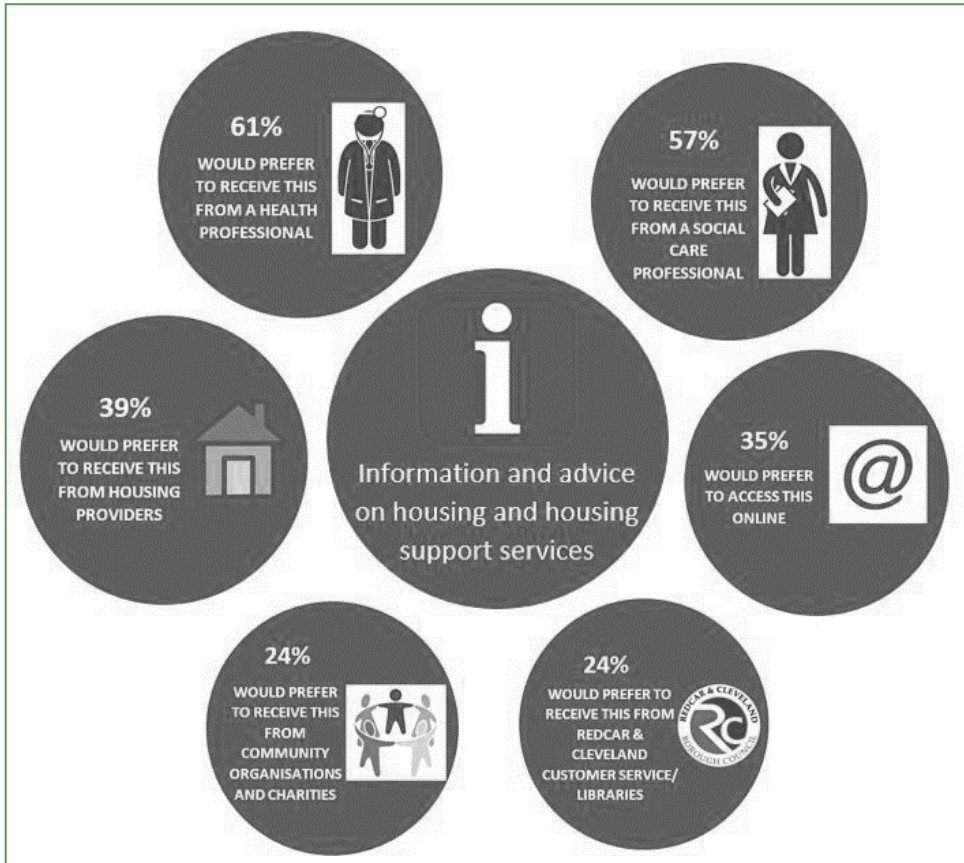 61%
WOULD PREFER
TO RECEIVE THIS
FROM A HEALTH
PROFESSIONAL
57%
WOULD PREFER
TO RECEIVE THIS
FROM A SOCIAL
CARE
PROFESSIONAL
39%
WOULD PREFER
TO RECEIVE THIS
FROM HOUSING
PROVIDERS
i
Information and advice
on housing and housing
support services
35%
WOULD PREFER
TO ACCESS THIS
ONLINE
@
24%
WOULD PREFER
TO RECEIVE THIS
FROM
COMMUNITY
ORGANISATIONS
AND CHARITIES
24%
WOULD PREFER TO
RECEIVE THIS FROM
REDCAR &
CLEVELAND
CUSTOMER SERVICE/
LIBRARIES
REDCAR & CLEVELAND
RC
BOROUGH COUNCIL